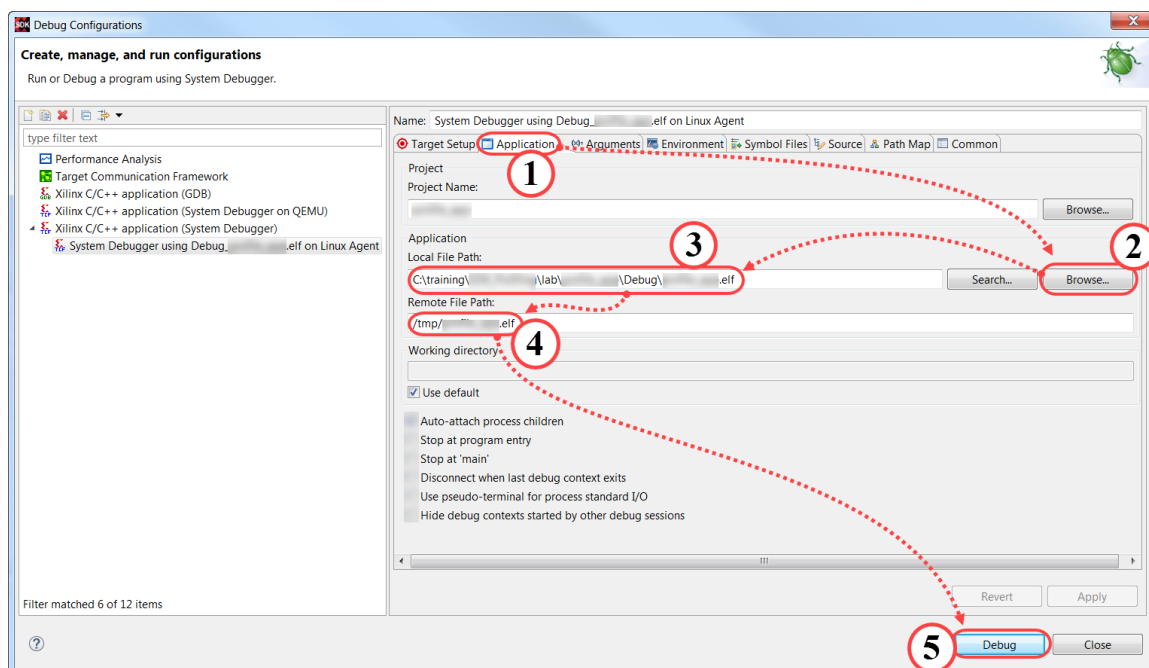 SDK Debug Configurations
X
Create, manage, and run configurations
Run or Debug a program using System Debugger.
type filter text
Performance Analysis
Target Communication Framework
Xilinx C/C++ application (GDB)
Xilinx C/C++ application (System Debugger on QEMU)
Xilinx C/C++ application (System Debugger)
System Debugger using Debug_ .elf on Linux Agent
Filter matched 6 of 12 items
Name: System Debugger using Debug_ .elf on Linux Agent
Target Setup Application Arguments Environment Symbol Files Source Path Map Common
1
Project
Project Name:
Browse...
Application
3
2
Local File Path:
C:\training\ \lab\ \Debug\ .elf Search... Browse...
Remote File Path:
/tmp/ .elf
4
Working directory
Use default
Auto-attach process children
Stop at program entry
Stop at 'main'
Disconnect when last debug context exits
Use pseudo-terminal for process standard I/O
Hide debug contexts started by other debug sessions
Revert Apply
5
? Debug Close